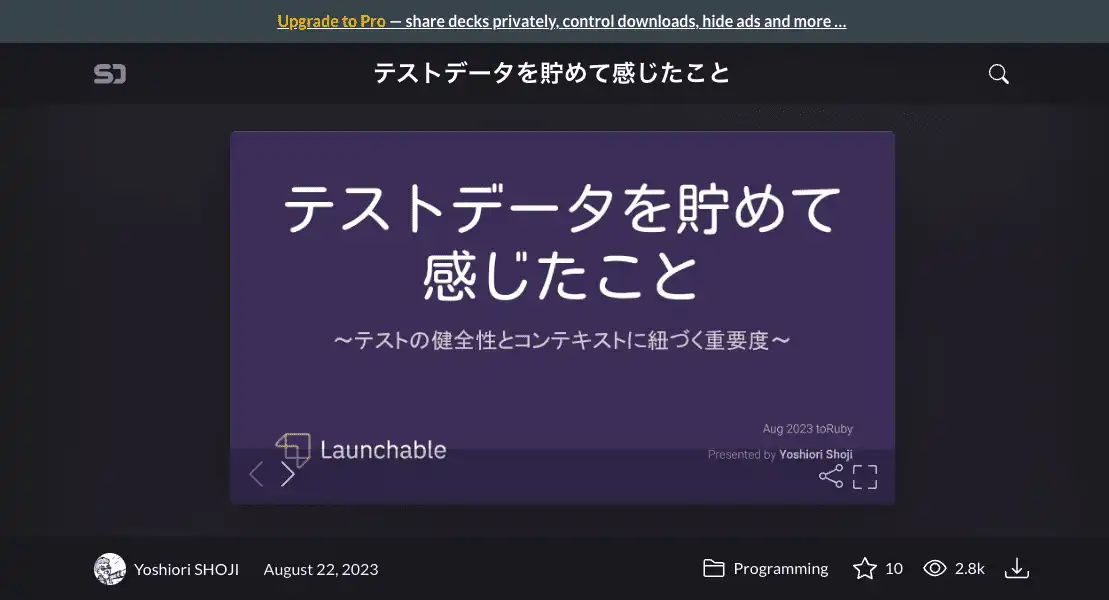 Upgrade to Pro — share decks privately, control downloads, hide ads and more …
テストデータを貯めて感じたこと
テストデータを貯めて
感じたこと
〜テストの健全性とコンテキストに紐づく重要度〜
Aug 2023 toRuby
Launchable
Presented by Yoshiori Shoji
Yoshiori SHOJI
August 22, 2023
Programming
10
2.8k